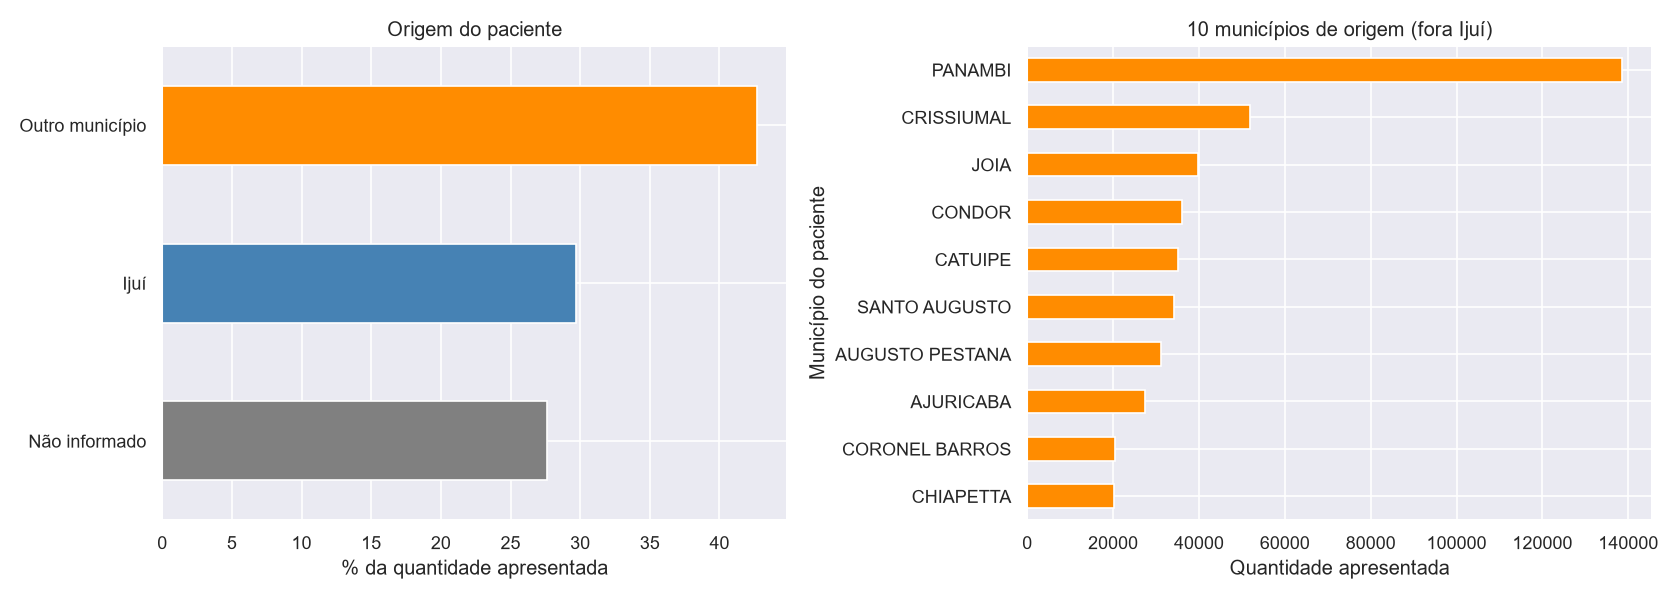 Origem do paciente
Outro município
Ijuí
Não informado
0 5 10 15 20 25 30 35 40
% da quantidade apresentada
10 municípios de origem (fora Ijuí)
Município do paciente
PANAMBI
CRISSIUMAL
JOIA
CONDOR
CATUIPE
SANTO AUGUSTO
AUGUSTO PESTANA
AJURICABA
CORONEL BARROS
CHIAPETTA
0 20000 40000 60000 80000 100000 120000 140000
Quantidade apresentada